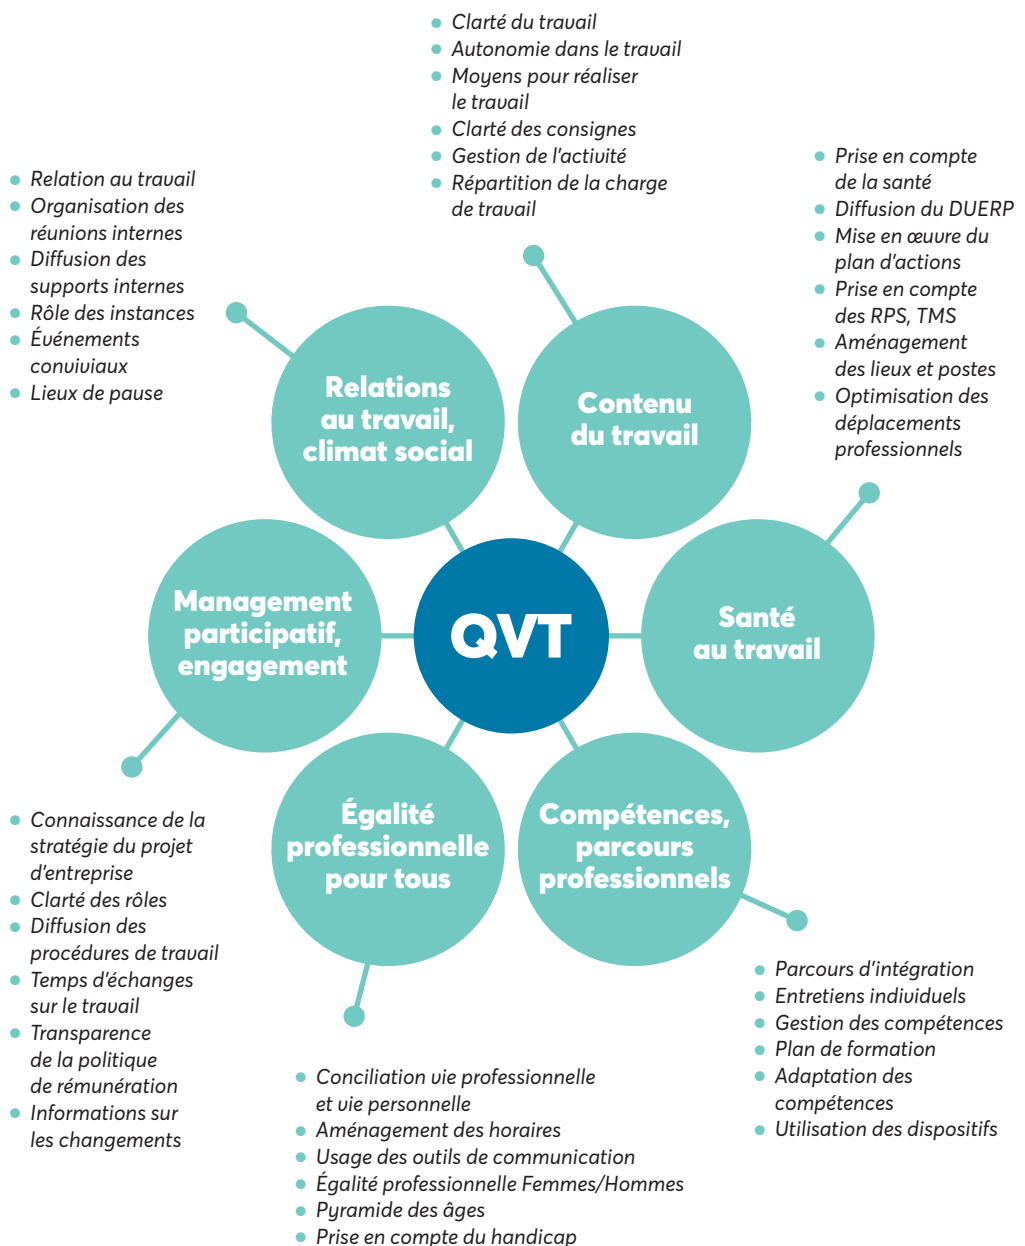 Clarté du travail
Autonomie dans le travail
Moyens pour réaliser
le travail
Clarté des consignes
Gestion de l'activité
Répartition de la charge
de travail
Relation au travail
Organisation des
réunions internes
Diffusion des
supports internes
Rôle des instances
Événements
conviviaux
Lieux de pause
Prise en compte
de la santé
Diffusion du DUERP
Mise en œuvre du
plan d'actions
Prise en compte
des RPS, TMS
Aménagement
des lieux et postes
Optimisation des
déplacements
professionnels
Relations
au travail,
climat social
Contenu
du travail
Management
participatif,
engagement
QVT
Santé
au travail
Égalité
professionnelle
pour tous
Compétences,
parcours
professionnels
Connaissance de la
stratégie du projet
d'entreprise
Clarté des rôles
Diffusion des
procédures de travail
Temps d'échanges
sur le travail
Transparence
de la politique
de rémunération
Informations sur
les changements
Conciliation vie professionnelle
et vie personnelle
Aménagement des horaires
Usage des outils de communication
Égalité professionnelle Femmes/Hommes
Pyramide des âges
Prise en compte du handicap
Parcours d'intégration
Entretiens individuels
Gestion des compétences
Plan de formation
Adaptation des
compétences
Utilisation des dispositifs